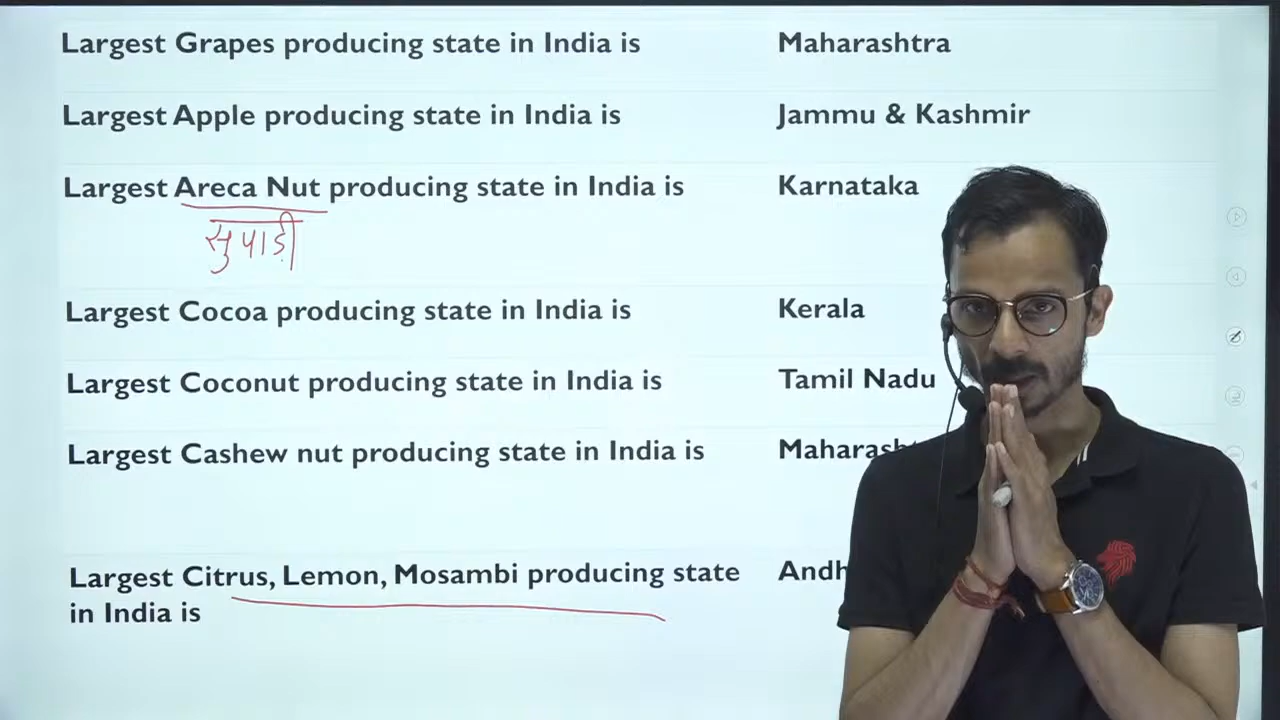 Largest Grapes producing state in India is Maharashtra
Largest Apple producing state in India is Jammu & Kashmir
Largest Areca Nut producing state in India is Karnataka
सुपाड़ी
Largest Cocoa producing state in India is Kerala
Largest Coconut producing state in India is Tamil Nadu
Largest Cashew nut producing state in India is
Largest Citrus, Lemon, Mosambi producing state
in India is